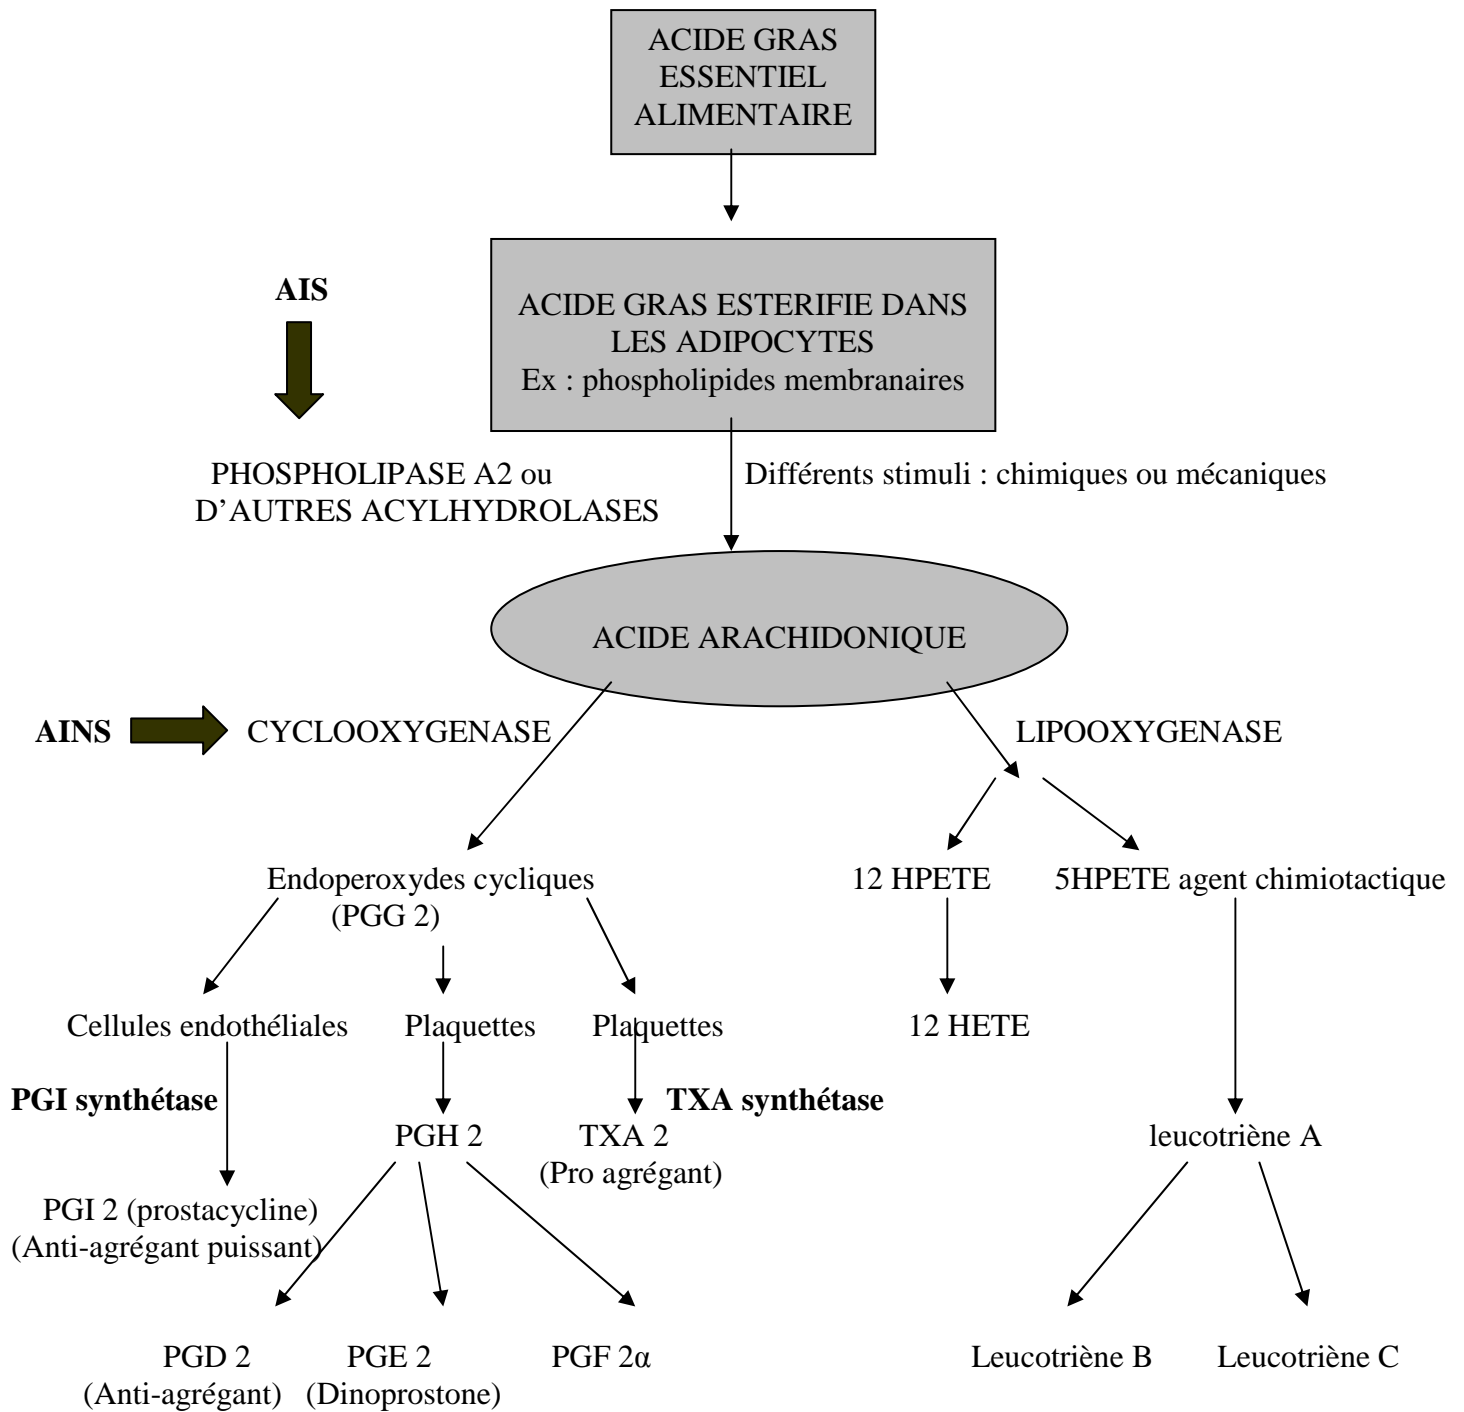 ACIDE GRAS
ESSENTIEL
ALIMENTAIRE
AIS
ACIDE GRAS ESTERIFIE DANS
LES ADIPOCYTES
Ex : phospholipides membranaires
PHOSPHOLIPASE A2 ou
D’AUTRES ACYLHYDROLASES
Différents stimuli : chimiques ou mécaniques
ACIDE ARACHIDONIQUE
AINS
CYCLOOXYGENASE
LIPOOXYGENASE
Endoperoxydes cycliques
(PGG 2)
12 HPETE
5HPETE agent chimiotactique
Cellules endothéliales
Plaquettes
Plaquettes
12 HETE
PGI synthétase
TXA synthétase
PGH 2
TXA 2
(Pro agrégant)
leucotriène A
PGI 2 (prostacycline)
(Anti-agrégant puissant)
PGD 2
(Anti-agrégant)
PGE 2
(Dinoprostone)
PGF 2α
Leucotriène B
Leucotriène C